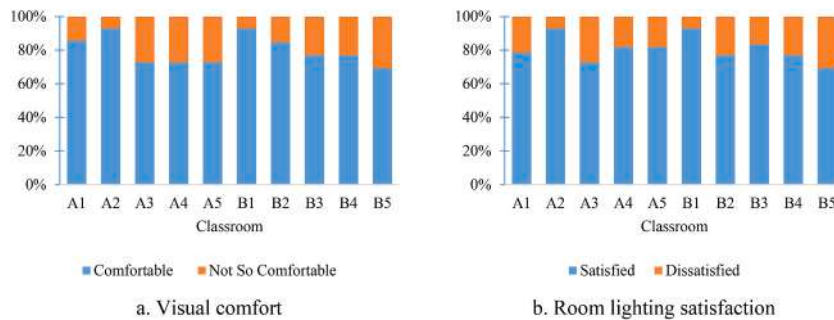 100%
80%
60%
40%
20%
0%
A1 A2 A3 A4 A5 B1 B2 B3 B4 B5
Classroom
Comfortable Not So Comfortable
a. Visual comfort
100%
80%
60%
40%
20%
0%
A1 A2 A3 A4 A5 B1 B2 B3 B4 B5
Classroom
Satisfied Dissatisfied
b. Room lighting satisfaction